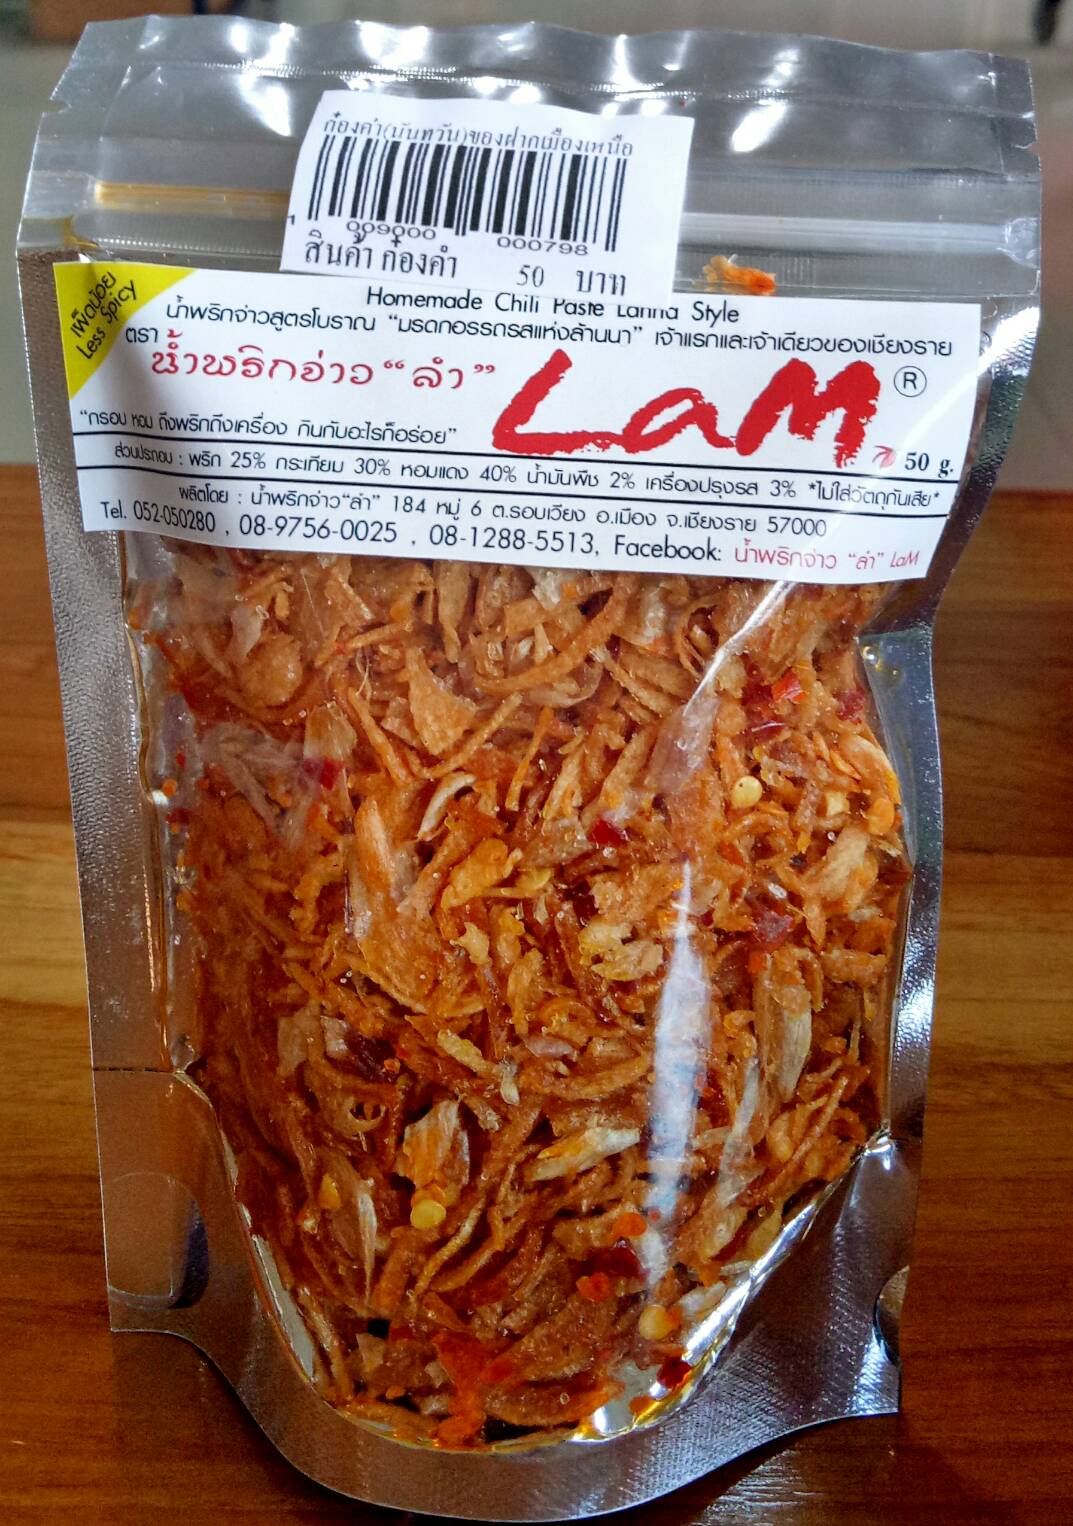 ก๋องคำ(นันทวัน)ของฝากเมืองเหนือ
009000 000798
สินค้า ก๋องคำ 50 บาท
เผ็ดน้อย
Less Spicy
Homemade Chili Paste Lanna Style
น้ำพริกจ่าวสูตรโบราณ “มรดกอรรถรสแห่งล้านนา” เจ้าแรกและเจ้าเดียวของเชียงราย
ตรา น้ำพริกจ่าว “ลำ” LaM ®
“กรอบ หอม ถึงพริกถึงเครื่อง กินกับอะไรก็อร่อย” 50 g.
ส่วนประกอบ : พริก 25% กระเทียม 30% หอมแดง 40% น้ำมันพืช 2% เครื่องปรุงรส 3% *ไม่ใส่วัตถุกันเสีย*
ผลิตโดย : น้ำพริกจ่าว“ลำ” 184 หมู่ 6 ต.รอบเวียง อ.เมือง จ.เชียงราย 57000
Tel. 052-050280 , 08-9756-0025 , 08-1288-5513, Facebook: น้ำพริกจ่าว “ลำ” LaM